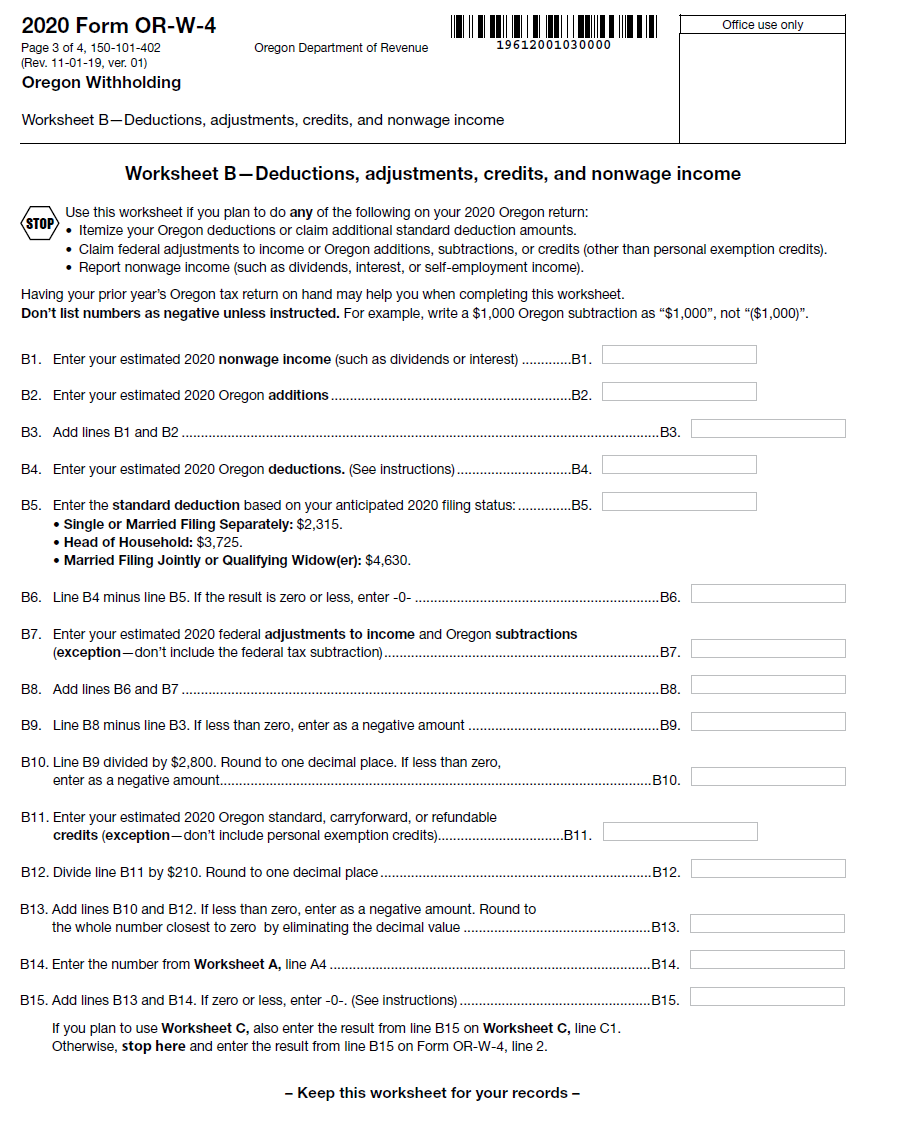 2020 Form OR-W-4
Page 3 of 4, 150-101-402
(Rev. 11-01-19, ver. 01)
Oregon Department of Revenue
19612001030000
Office use only
Oregon Withholding
Worksheet B—Deductions, adjustments, credits, and nonwage income
Worksheet B—Deductions, adjustments, credits, and nonwage income
STOP
Use this worksheet if you plan to do any of the following on your 2020 Oregon return:
• Itemize your Oregon deductions or claim additional standard deduction amounts.
• Claim federal adjustments to income or Oregon additions, subtractions, or credits (other than personal exemption credits).
• Report nonwage income (such as dividends, interest, or self-employment income).
Having your prior year's Oregon tax return on hand may help you when completing this worksheet.
Don't list numbers as negative unless instructed. For example, write a $1,000 Oregon subtraction as "$1,000", not "($1,000)".
B1. Enter your estimated 2020 nonwage income (such as dividends or interest) .............B1.
B2. Enter your estimated 2020 Oregon additions..............................................................B2.
B3. Add lines B1 and B2 ......................................................................................................B3.
B4. Enter your estimated 2020 Oregon deductions. (See instructions)..............................B4.
B5. Enter the standard deduction based on your anticipated 2020 filing status:..............B5.
• Single or Married Filing Separately: $2,315.
• Head of Household: $3,725.
• Married Filing Jointly or Qualifying Widow(er): $4,630.
B6. Line B4 minus line B5. If the result is zero or less, enter -0- ....................................................B6.
B7. Enter your estimated 2020 federal adjustments to income and Oregon subtractions
(exception—don't include the federal tax subtraction)...........................................................B7.
B8. Add lines B6 and B7 ......................................................................................................B8.
B9. Line B8 minus line B3. If less than zero, enter as a negative amount .........................................B9.
B10. Line B9 divided by $2,800. Round to one decimal place. If less than zero,
enter as a negative amount.............................................................................................B10.
B11. Enter your estimated 2020 Oregon standard, carryforward, or refundable
credits (exception—don't include personal exemption credits)..................................B11.
B12. Divide line B11 by $210. Round to one decimal place..........................................................B12.
B13. Add lines B10 and B12. If less than zero, enter as a negative amount. Round to
the whole number closest to zero by eliminating the decimal value ........................................B13.
B14. Enter the number from Worksheet A, line A4 .....................................................................B14.
B15. Add lines B13 and B14. If zero or less, enter -0-. (See instructions).........................................B15.
If you plan to use Worksheet C, also enter the result from line B15 on Worksheet C, line C1.
Otherwise, stop here and enter the result from line B15 on Form OR-W-4, line 2.
– Keep this worksheet for your records –